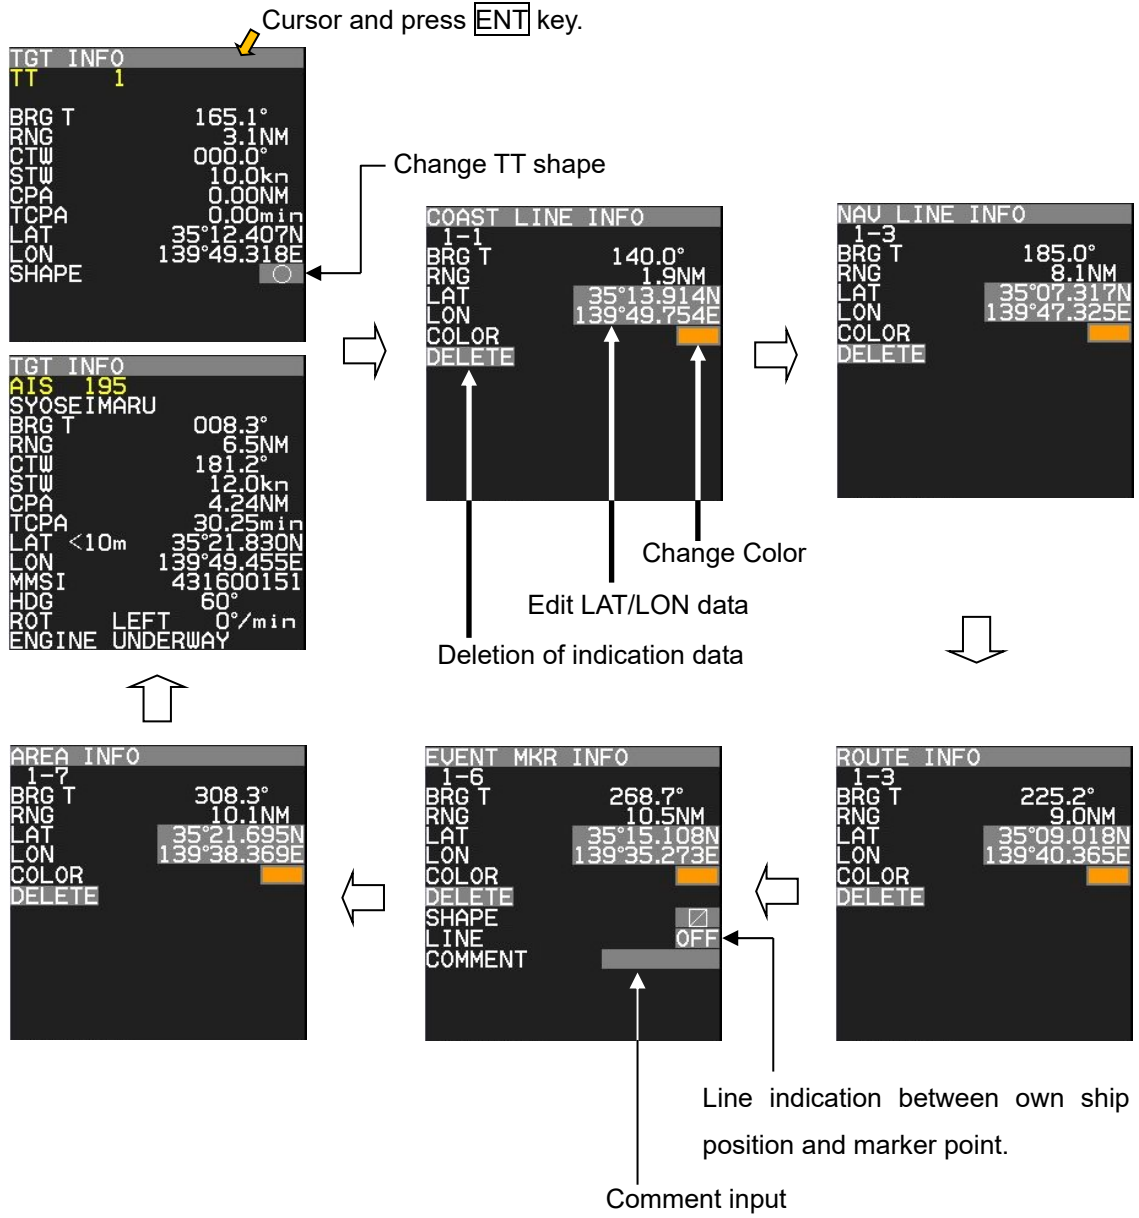 Cursor and press ENT key.
TGT INFO
TT 1
BRG T 165.1°
RNG 3.1NM
CTW 000.0°
STW 10.0kn
CPA 0.00NM
TCPA 0.00min
LAT 35°12.407N
LON 139°49.318E
SHAPE
Change TT shape
TGT INFO
AIS 195
SYOSEIMARU
BRG T 008.3°
RNG 6.5NM
CTW 181.2°
STW 12.0kn
CPA 4.24NM
TCPA 30.25min
LAT <10m 35°21.830N
LON 139°49.455E
MMSI 431600151
HDG 60°
ROT LEFT 0°/min
ENGINE UNDERWAY
COAST LINE INFO
1-1
BRG T 140.0°
RNG 1.9NM
LAT 35°13.914N
LON 139°49.754E
COLOR
DELETE
Change Color
Edit LAT/LON data
Deletion of indication data
NAV LINE INFO
1-3
BRG T 185.0°
RNG 8.1NM
LAT 35°07.317N
LON 139°47.325E
COLOR
DELETE
ROUTE INFO
1-3
BRG T 225.2°
RNG 9.0NM
LAT 35°09.018N
LON 139°40.365E
COLOR
DELETE
EVENT MKR INFO
1-6
BRG T 268.7°
RNG 10.5NM
LAT 35°15.108N
LON 139°35.273E
COLOR
DELETE
SHAPE
LINE OFF
COMMENT
Line indication between own ship
position and marker point.
Comment input
AREA INFO
1-7
BRG T 308.3°
RNG 10.1NM
LAT 35°21.695N
LON 139°38.369E
COLOR
DELETE